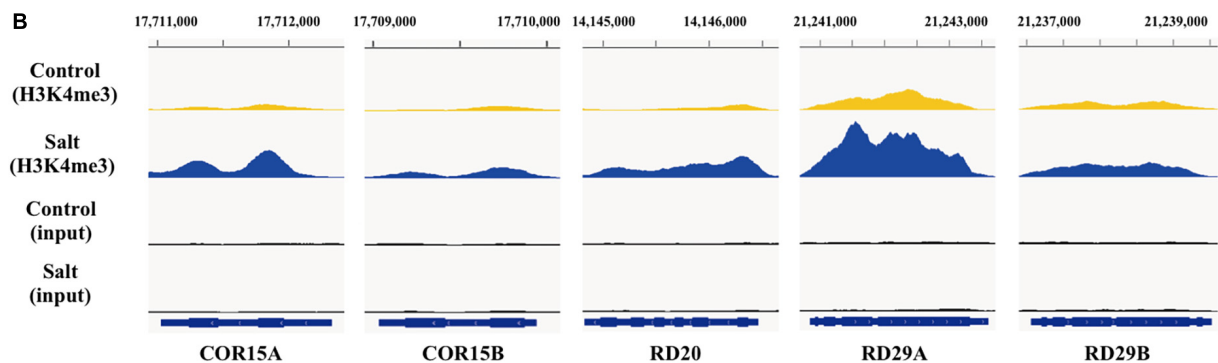 B
17,711,000 17,712,000 17,709,000 17,710,000 14,145,000 14,146,000 21,241,000 21,243,000 21,237,000 21,239,000
Control
(H3K4me3)
Salt
(H3K4me3)
Control
(input)
Salt
(input)
COR15A COR15B RD20 RD29A RD29B